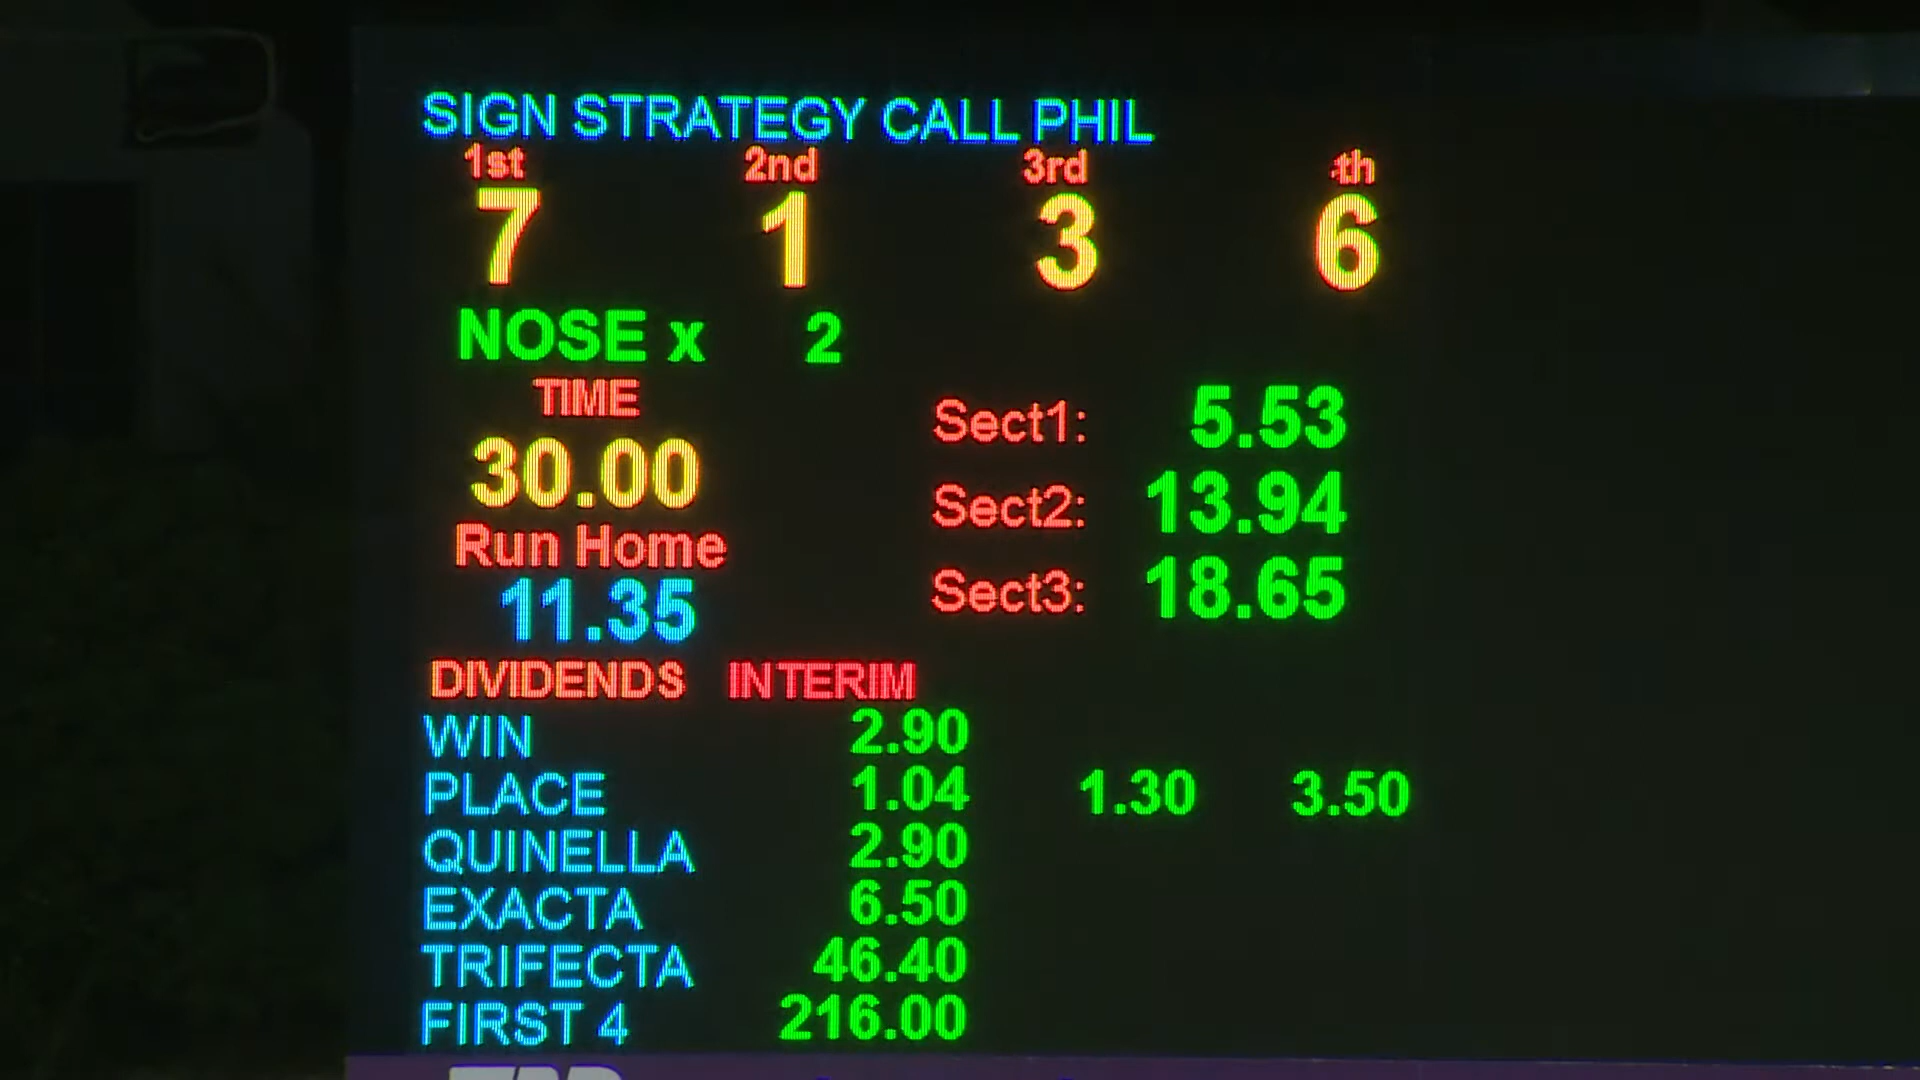 SIGN STRATEGY CALL PHIL
1st 2nd 3rd th
7 1 3 6
NOSE x 2
TIME
30.00
Run Home
11.35
Sect1: 5.53
Sect2: 13.94
Sect3: 18.65
DIVIDENDS INTERIM
WIN 2.90
PLACE 1.04 1.30 3.50
QUINELLA 2.90
EXACTA 6.50
TRIFECTA 46.40
FIRST 4 216.00